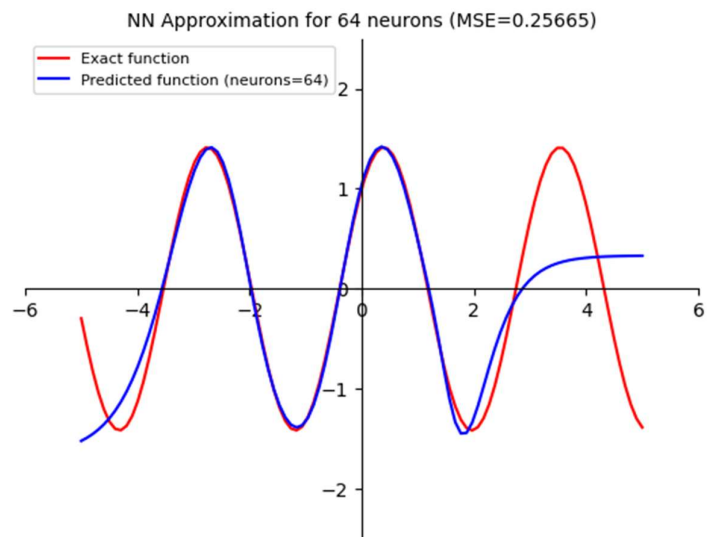 NN Approximation for 64 neurons (MSE=0.25665)
Exact function
Predicted function (neurons=64)
2
1
0
−6 −4 −2 0 2 4 6
−1
−2